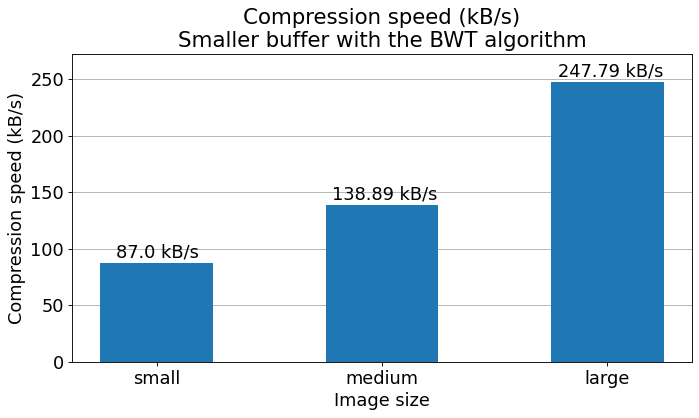 Compression speed (kB/s)
Smaller buffer with the BWT algorithm
Compression speed (kB/s)
250
200
150
100
50
0
87.0 kB/s
138.89 kB/s
247.79 kB/s
small
medium
large
Image size